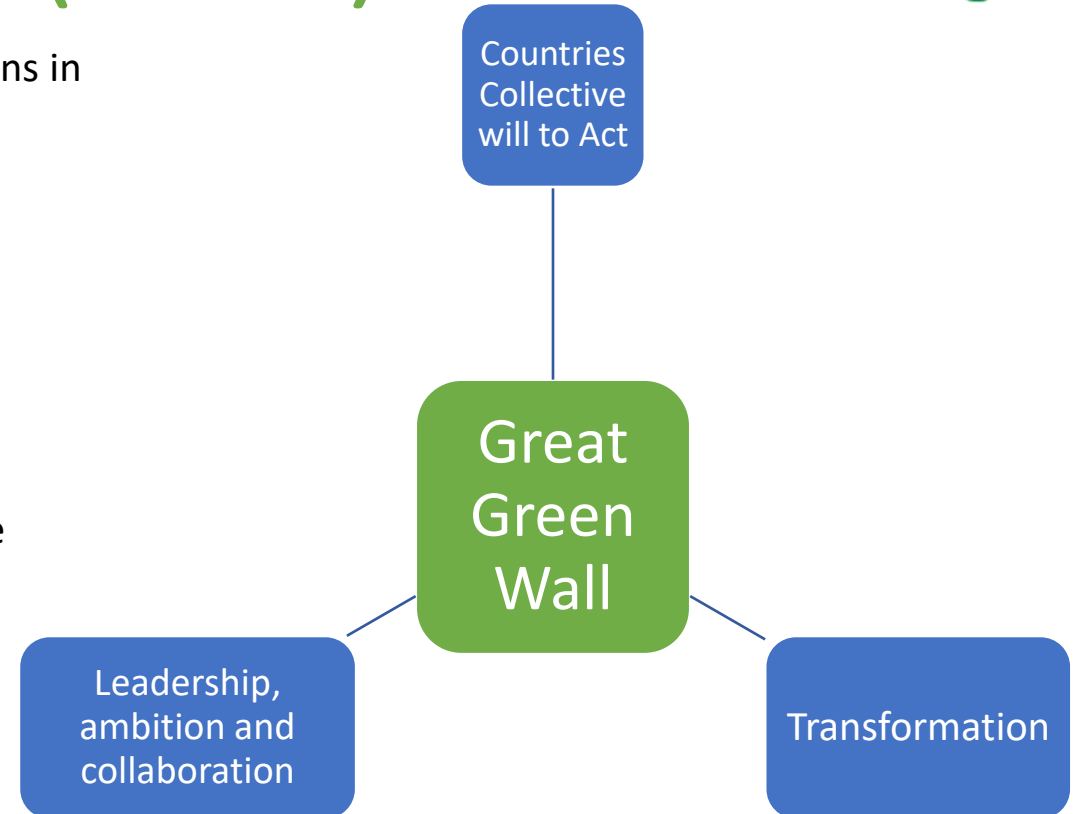 ns in
Countries
Collective
will to Act
Great
Green
Wall
e
Leadership,
ambition and
collaboration
Transformation